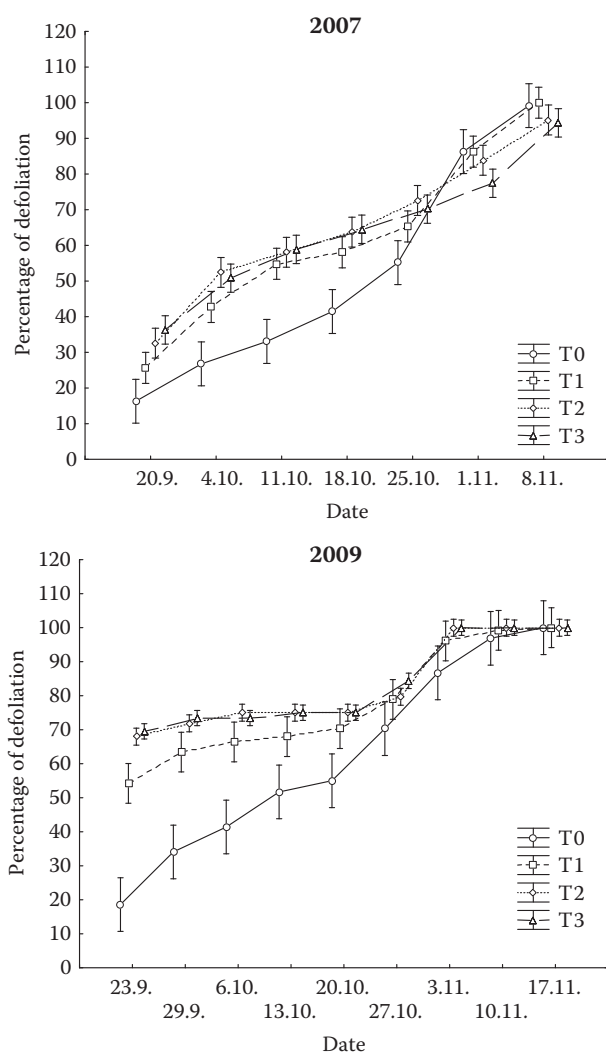 2007
120
110
100
90
80
70
60
50
40
30
20
10
0
Percentage of defoliation
T0
T1
T2
T3
20.9. 4.10. 11.10. 18.10. 25.10. 1.11. 8.11.
Date
2009
120
110
100
90
80
70
60
50
40
30
20
10
0
Percentage of defoliation
T0
T1
T2
T3
23.9. 6.10. 20.10. 3.11. 17.11.
29.9. 13.10. 27.10. 10.11.
Date